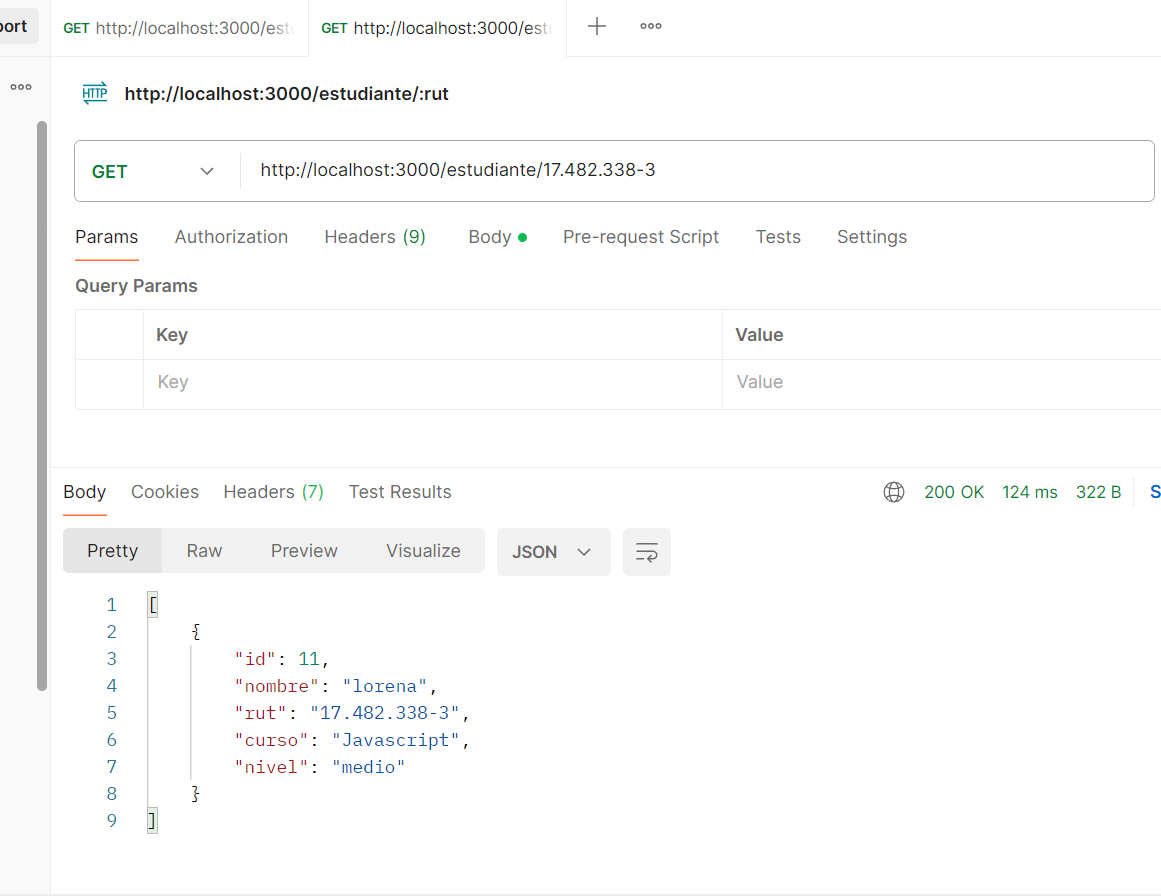 port GET http://localhost:3000/est GET http://localhost:3000/est
HTTP http://localhost:3000/estudiante/:rut
GET http://localhost:3000/estudiante/17.482.338-3
Params Authorization Headers (9) Body Pre-request Script Tests Settings
Query Params
Key Value
Key Value
Body Cookies Headers (7) Test Results 200 OK 124 ms 322 B S
Pretty Raw Preview Visualize JSON
1 [
2 {
3 "id": 11,
4 "nombre": "lorena",
5 "rut": "17.482.338-3",
6 "curso": "Javascript",
7 "nivel": "medio"
8 }
9 ]